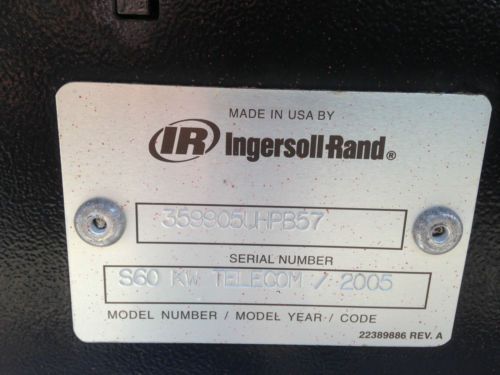 MADE IN USA BY
IR Ingersoll-Rand®
359905UHPB57
SERIAL NUMBER
S60 KW TELECOM / 2005
MODEL NUMBER / MODEL YEAR / CODE
22389886 REV. A